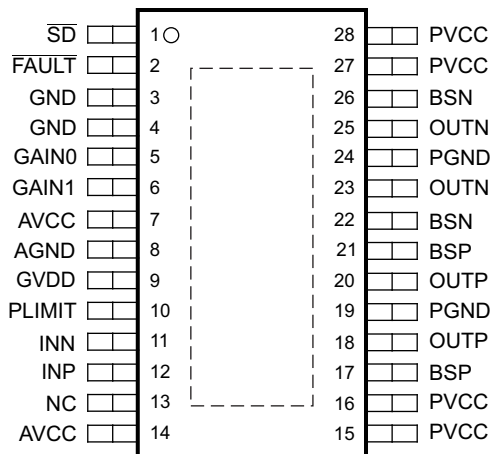 S̅D̅ 1 28 PVCC
F̅A̅U̅L̅T̅ 2 27 PVCC
GND 3 26 BSN
GND 4 25 OUTN
GAIN0 5 24 PGND
GAIN1 6 23 OUTN
AVCC 7 22 BSN
AGND 8 21 BSP
GVDD 9 20 OUTP
PLIMIT 10 19 PGND
INN 11 18 OUTP
INP 12 17 BSP
NC 13 16 PVCC
AVCC 14 15 PVCC